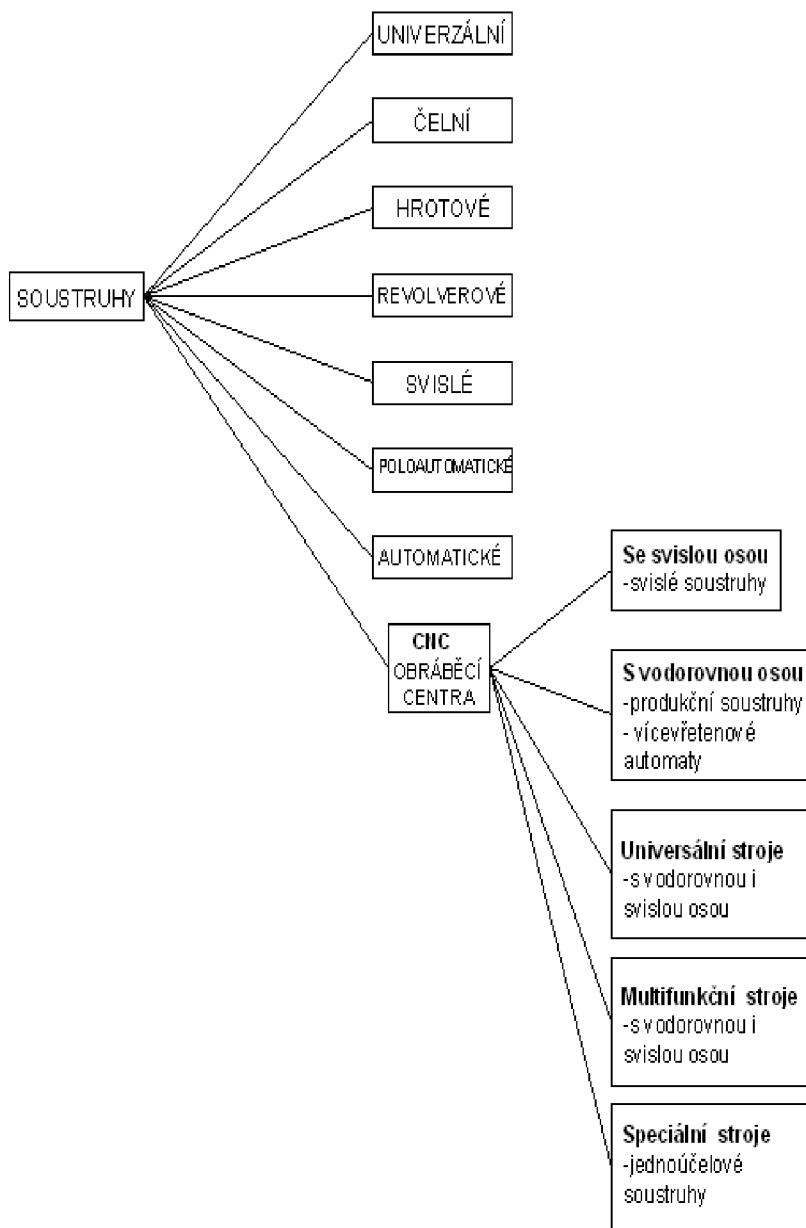 UNIVERZÁLNÍ
ČELNÍ
HROTOVÉ
SOUSTRUHY
REVOLVEROVÉ
SVISLÉ
POLOAUTOMATICKÉ
AUTOMATICKÉ
CNC
OBRÁBĚCÍ
CENTRA
Se svislou osou
-svislé soustruhy
S vodorovnou osou
-produkční soustruhy
- vícevřetenové
automaty
Universální stroje
-s vodorovnou i
svislou osou
Multifunkční stroje
-s vodorovnou i
svislou osou
Speciální stroje
-jednoúčelové
soustruhy